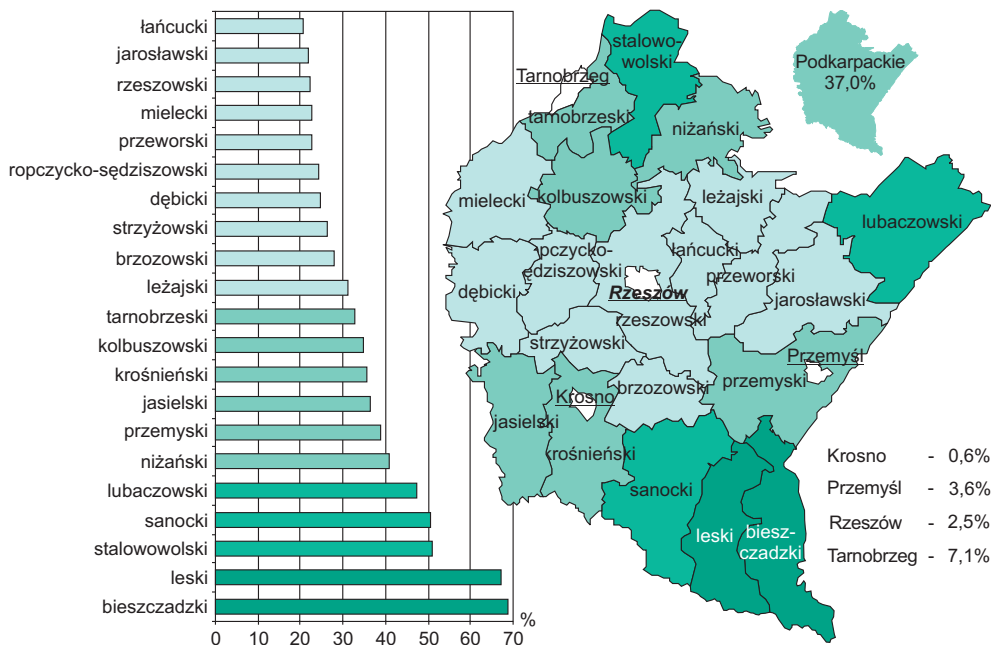 łańcucki
jarosławski
rzeszowski
mielecki
przeworski
ropczycko-sędziszowski
dębicki
strzyżowski
brzozowski
leżajski
tarnobrzeski
kolbuszowski
krośnieński
jasielski
przemyski
niżański
lubaczowski
sanocki
stalowowolski
leski
bieszczadzki
%
0 10 20 30 40 50 60 70
stalowo-
wolski
Tarnobrzeg
tarnobrzeski
niżański
mielecki
kolbuszowski
leżajski
lubaczowski
pczycko-
ędziszowski
łańcucki
przeworski
dębicki
Rzeszów
jarosławski
rzeszowski
strzyżowski
Przemyśl
przemyski
Krosno
brzozowski
jasielski
krośnieński
sanocki
leski
biesz-
czadzki
Podkarpackie
37,0%
Krosno - 0,6%
Przemyśl - 3,6%
Rzeszów - 2,5%
Tarnobrzeg - 7,1%